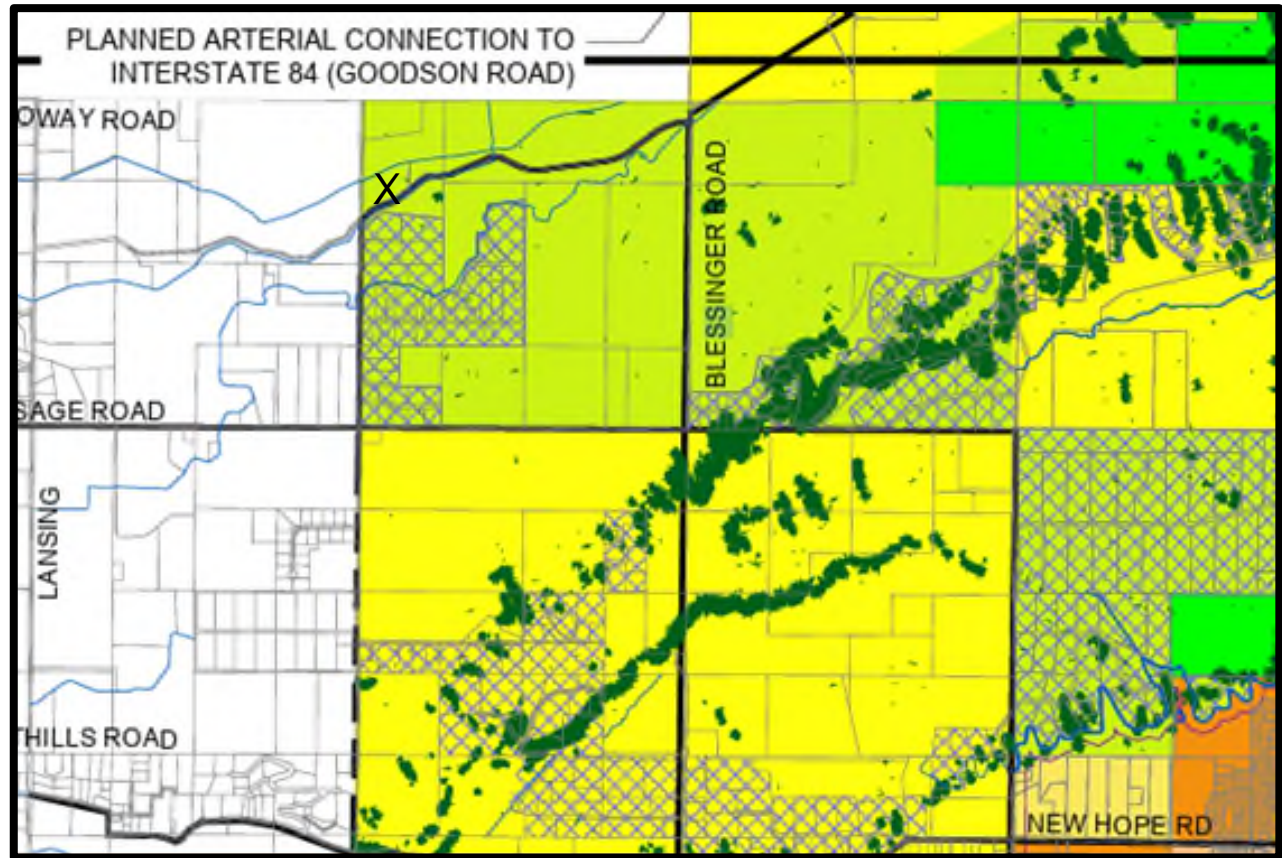 PLANNED ARTERIAL CONNECTION TO
INTERSTATE 84 (GOODSON ROAD)
OWAY ROAD
X
BLESSINGER ROAD
SAGE ROAD
LANSING
THILLS ROAD
NEW HOPE RD